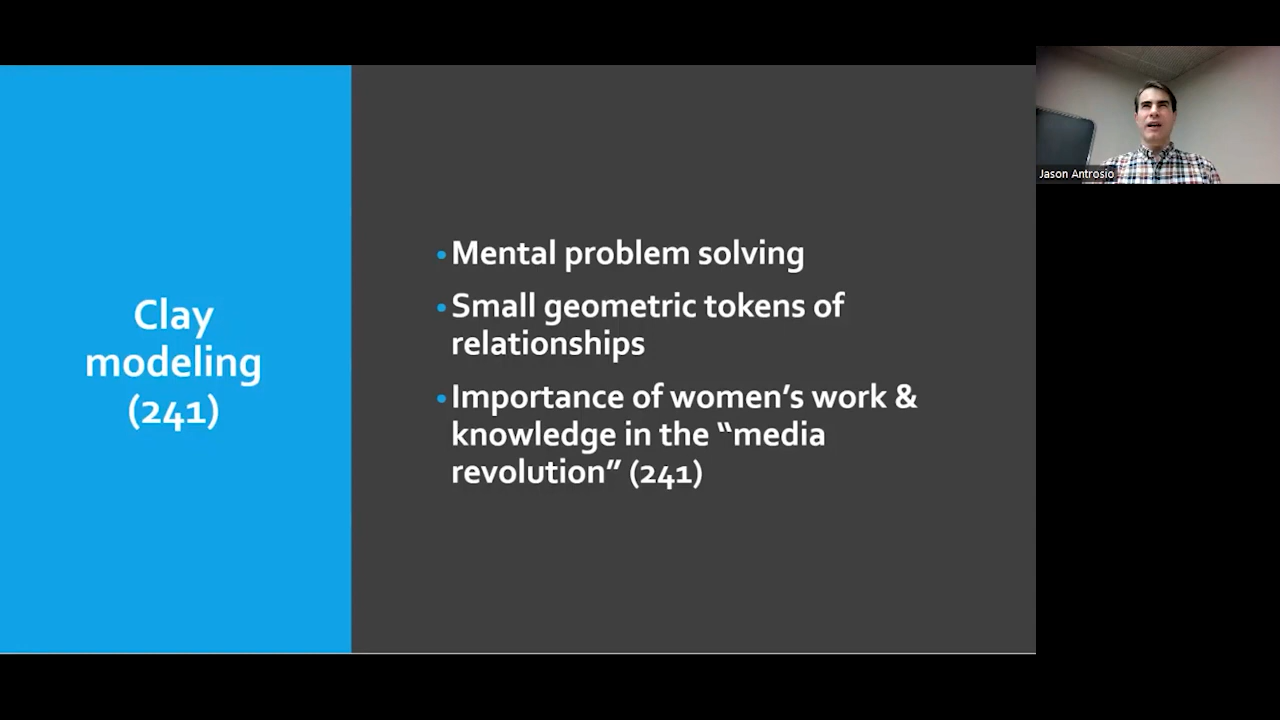 Clay
modeling
(241)
• Mental problem solving
• Small geometric tokens of
relationships
• Importance of women's work &
knowledge in the “media
revolution” (241)
Jason Antrosio